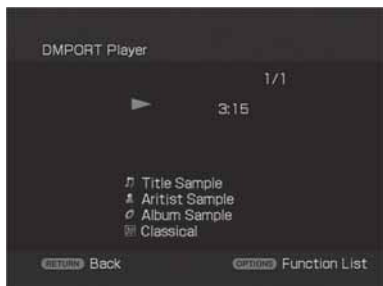 DMPORT Player
1/1
3:15
Title Sample
Aritist Sample
Album Sample
Classical
RETURN Back OPTIONS Function List